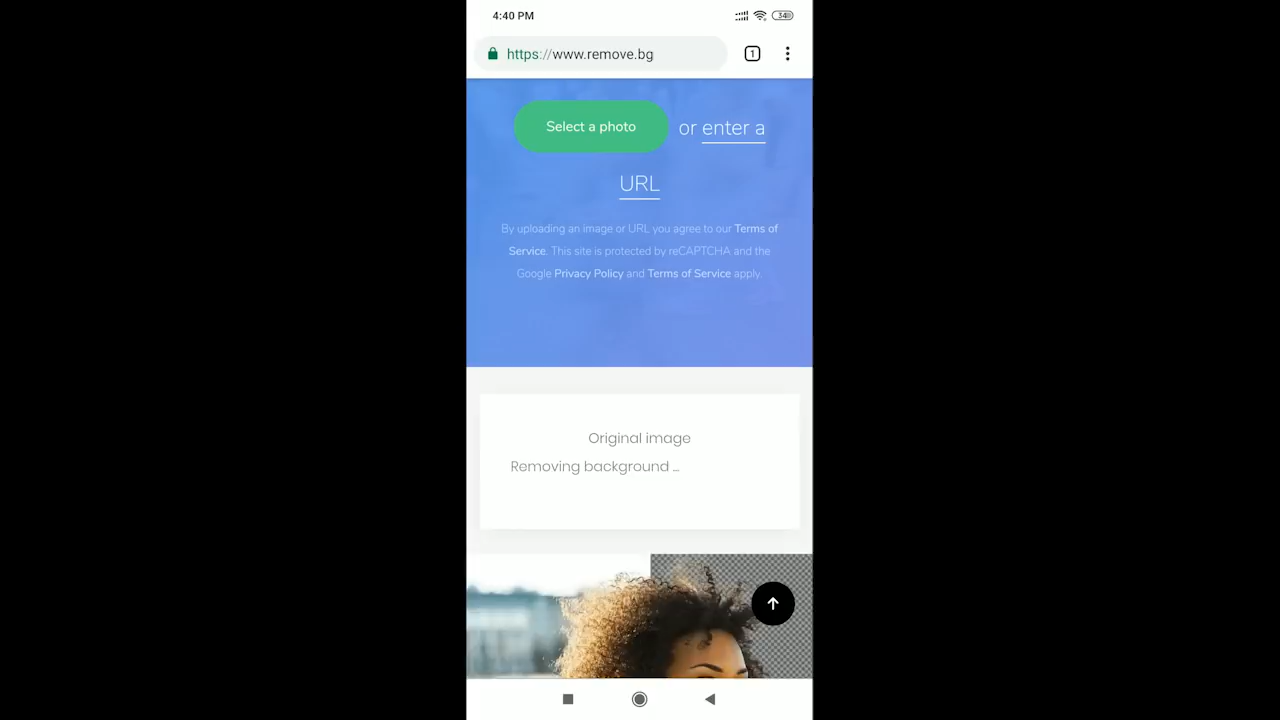 4:40 PM
34
https://www.remove.bg
1
Select a photo or enter a
URL
By uploading an image or URL you agree to our Terms of
Service. This site is protected by reCAPTCHA and the
Google Privacy Policy and Terms of Service apply.
Original image
Removing background ...